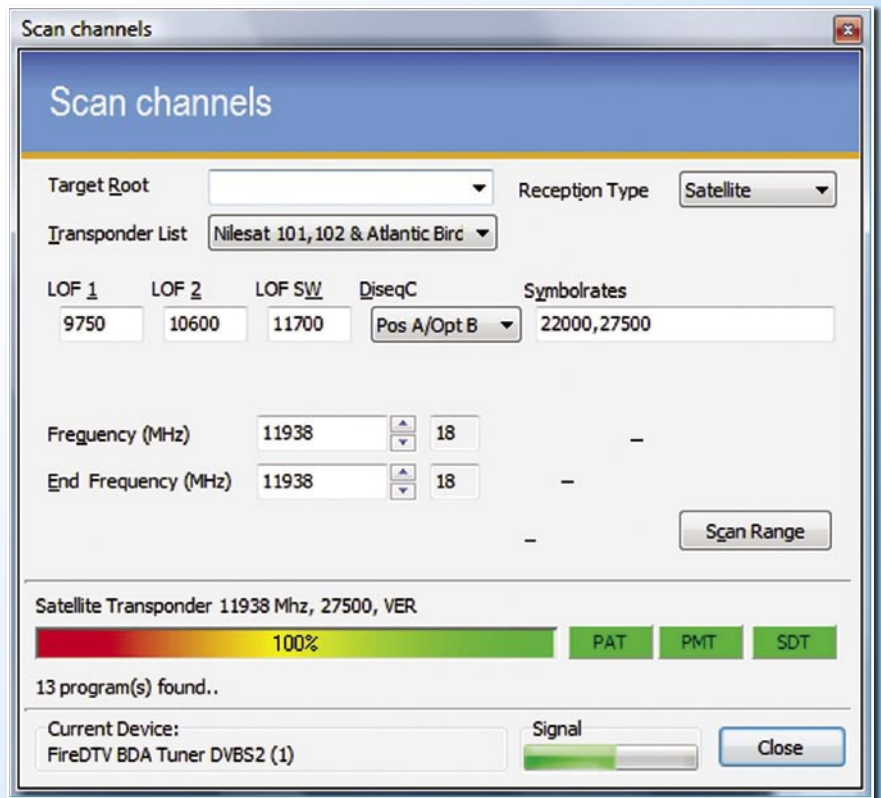 Scan channels
Scan channels
Target Root
Reception Type
Satellite
Transponder List
Nilesat 101,102 & Atlantic Bird
LOF 1
LOF 2
LOF SW
DiseqC
Symbolrates
9750
10600
11700
Pos A/Opt B
22000,27500
Freguency (MHz)
11938
18
–
End Frequency (MHz)
11938
18
–
–
Scan Range
Satellite Transponder 11938 Mhz, 27500, VER
100%
PAT
PMT
SDT
13 program(s) found..
Current Device:
FireDTV BDA Tuner DVBS2 (1)
Signal
Close